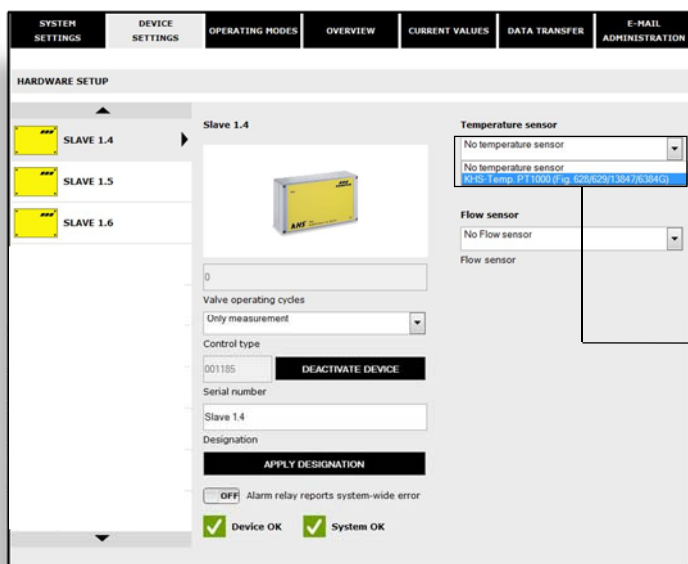 SYSTEM SETTINGS
DEVICE SETTINGS
OPERATING MODES
OVERVIEW
CURRENT VALUES
DATA TRANSFER
E-MAIL ADMINISTRATION
HARDWARE SETUP
SLAVE 1.4
SLAVE 1.5
SLAVE 1.6
Slave 1.4
KHS
0
Valve operating cycles
Only measurement
Control type
001185
DEACTIVATE DEVICE
Serial number
Slave 1.4
Designation
APPLY DESIGNATION
OFF
Alarm relay reports system-wide error
Device OK
System OK
Temperature sensor
No temperature sensor
No temperature sensor
KHS-Temp. PT1000 (Fig. 628/629/13847/6384G)
Flow sensor
No Flow sensor
Flow sensor